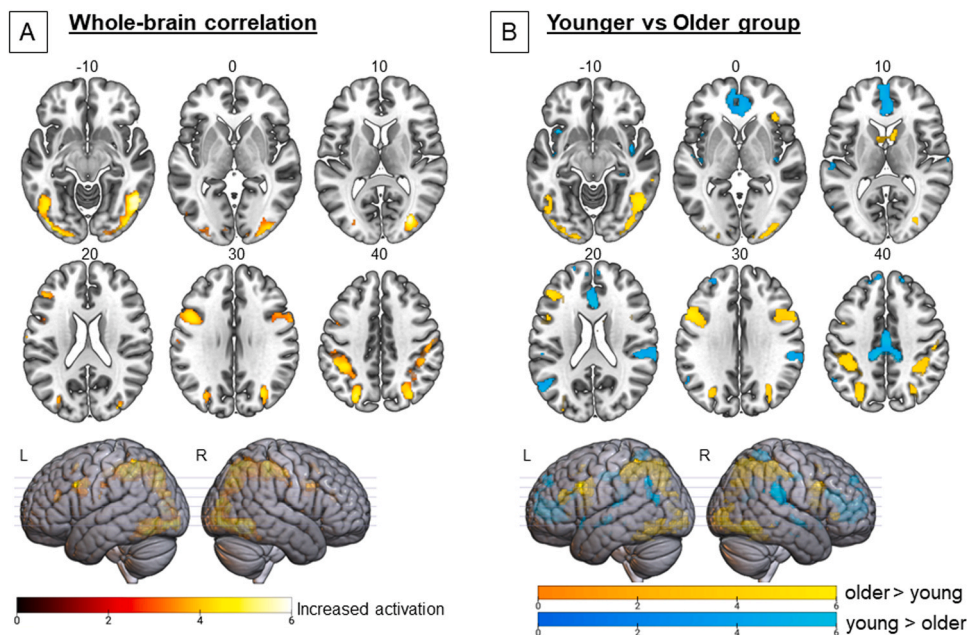 A
Whole-brain correlation
-10 0 10
20 30 40
L R
0 2 4 6
Increased activation
B
Younger vs Older group
-10 0 10
20 30 40
L R
older > young
0 2 4 6
young > older
0 2 4 6